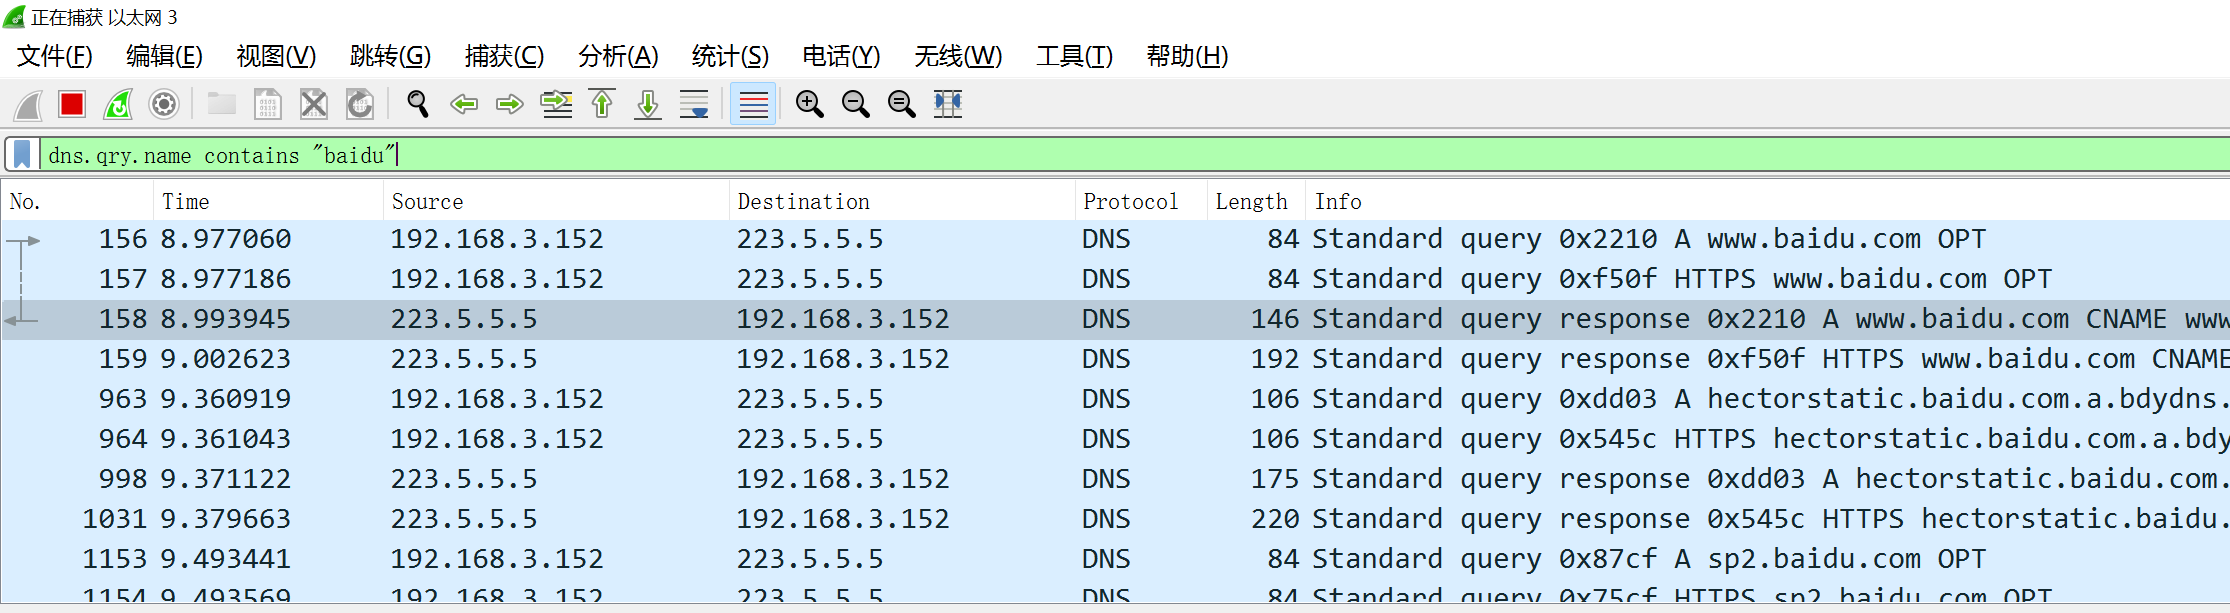 正在捕获 以太网 3
文件(F) 编辑(E) 视图(V) 跳转(G) 捕获(C) 分析(A) 统计(S) 电话(Y) 无线(W) 工具(T) 帮助(H)
dns.qry.name contains "baidu"
No. Time Source Destination Protocol Length Info
156 8.977060 192.168.3.152 223.5.5.5 DNS 84 Standard query 0x2210 A www.baidu.com OPT
157 8.977186 192.168.3.152 223.5.5.5 DNS 84 Standard query 0xf50f HTTPS www.baidu.com OPT
158 8.993945 223.5.5.5 192.168.3.152 DNS 146 Standard query response 0x2210 A www.baidu.com CNAME www
159 9.002623 223.5.5.5 192.168.3.152 DNS 192 Standard query response 0xf50f HTTPS www.baidu.com CNAME
963 9.360919 192.168.3.152 223.5.5.5 DNS 106 Standard query 0xdd03 A hectorstatic.baidu.com.a.bdydns.
964 9.361043 192.168.3.152 223.5.5.5 DNS 106 Standard query 0x545c HTTPS hectorstatic.baidu.com.a.bdy
998 9.371122 223.5.5.5 192.168.3.152 DNS 175 Standard query response 0xdd03 A hectorstatic.baidu.com.
1031 9.379663 223.5.5.5 192.168.3.152 DNS 220 Standard query response 0x545c HTTPS hectorstatic.baidu.
1153 9.493441 192.168.3.152 223.5.5.5 DNS 84 Standard query 0x87cf A sp2.baidu.com OPT
1154 9.493569 192.168.3.152 223.5.5.5 DNS 84 Standard query 0x75cf HTTPS sp2.baidu.com OPT